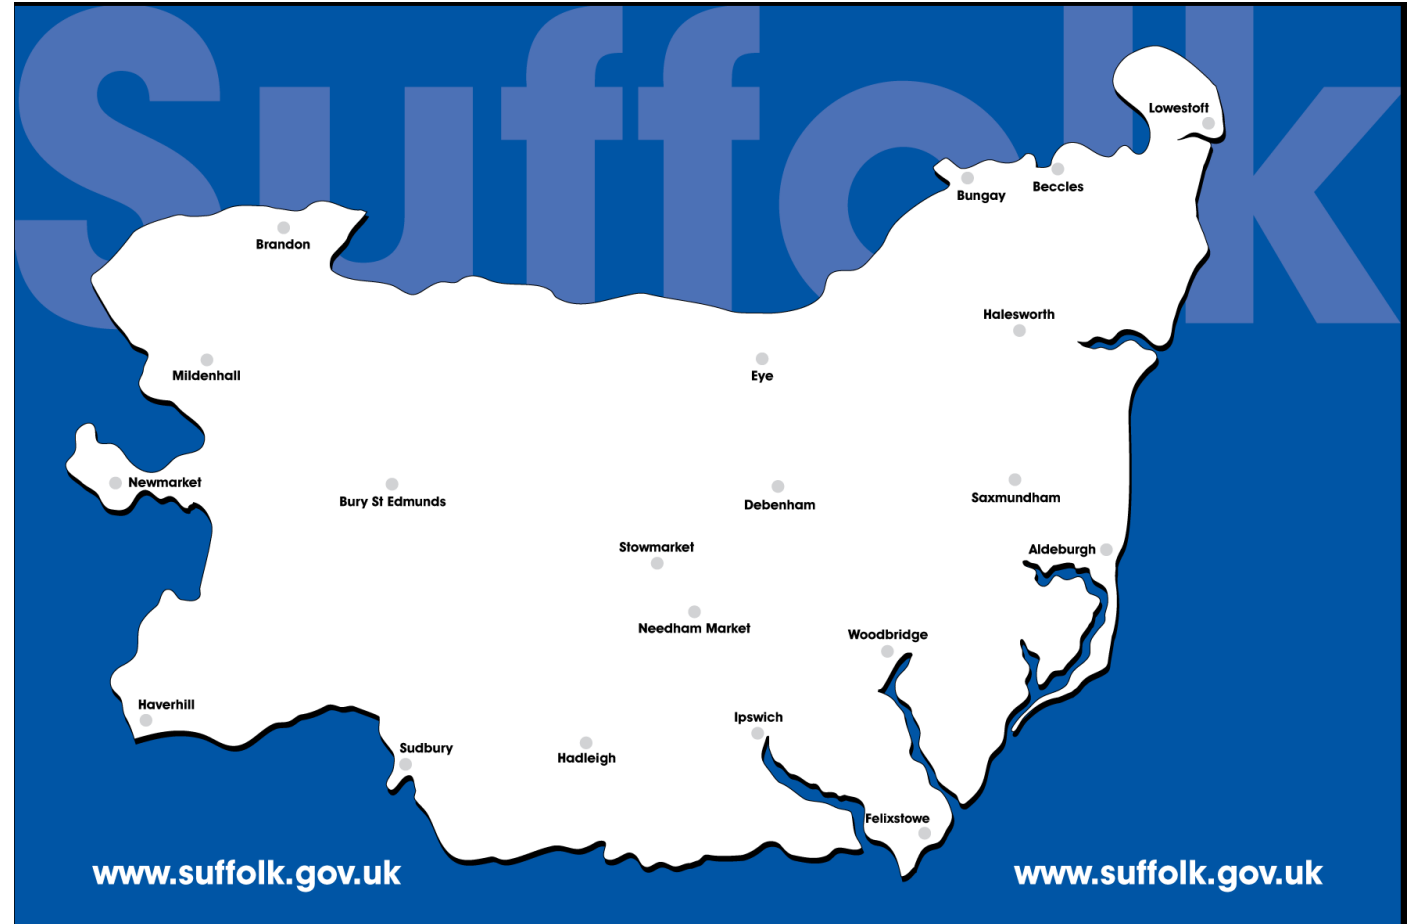 Suffolk
Lowestoft
Beccles
Bungay
Brandon
Halesworth
Mildenhall
Eye
Newmarket
Bury St Edmunds
Saxmundham
Debenham
Stowmarket
Aldeburgh
Needham Market
Woodbridge
Haverhill
Ipswich
Sudbury
Hadleigh
Felixstowe
www.suffolk.gov.uk
www.suffolk.gov.uk